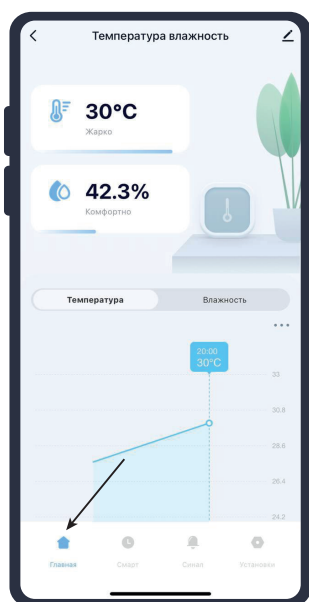 Температура влажность
30°C
Жарко
42.3%
Комфортно
Температура Влажность
20:00
30°C
33
30.8
28.6
26.4
24.2
Главная Смарт Синал Установки